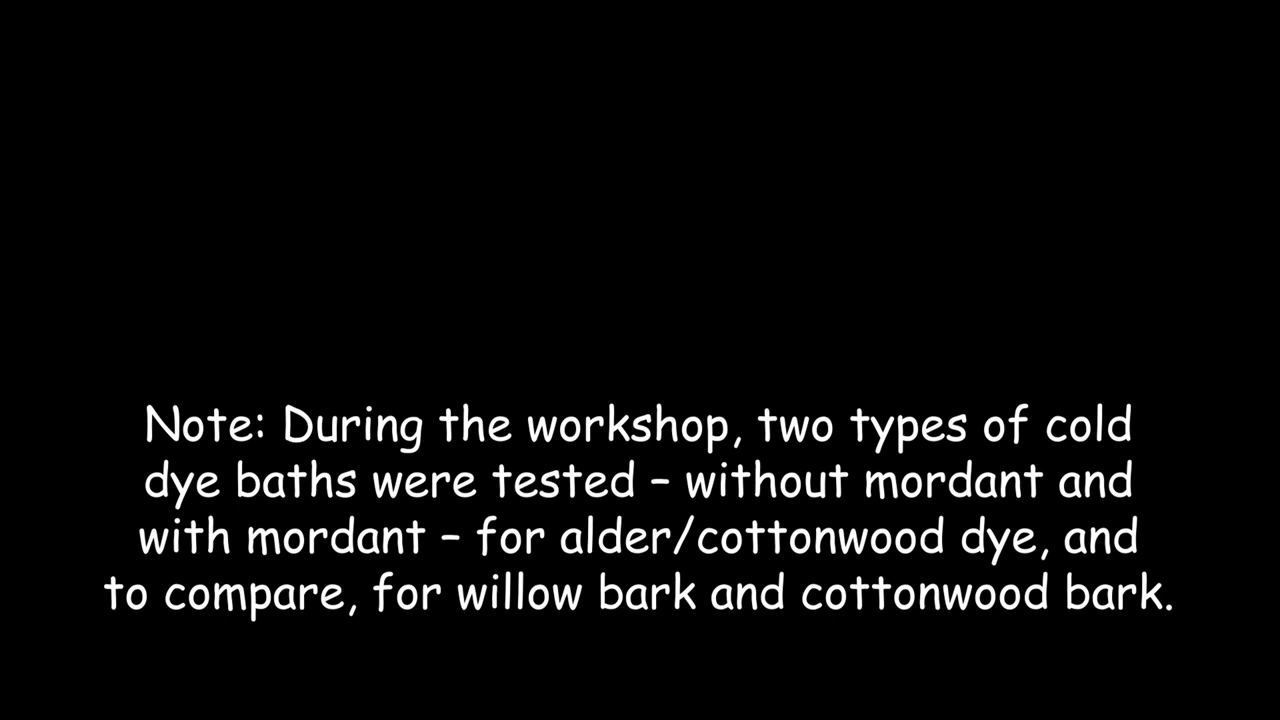 Note: During the workshop, two types of cold
dye baths were tested – without mordant and
with mordant – for alder/cottonwood dye, and
to compare, for willow bark and cottonwood bark.